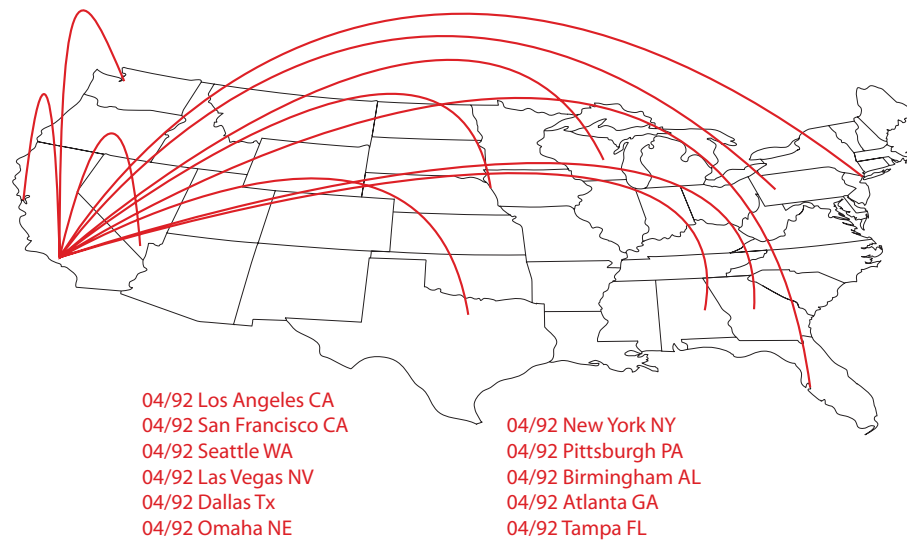 04/92 Los Angeles CA
04/92 San Francisco CA
04/92 Seattle WA
04/92 Las Vegas NV
04/92 Dallas Tx
04/92 Omaha NE
04/92 New York NY
04/92 Pittsburgh PA
04/92 Birmingham AL
04/92 Atlanta GA
04/92 Tampa FL